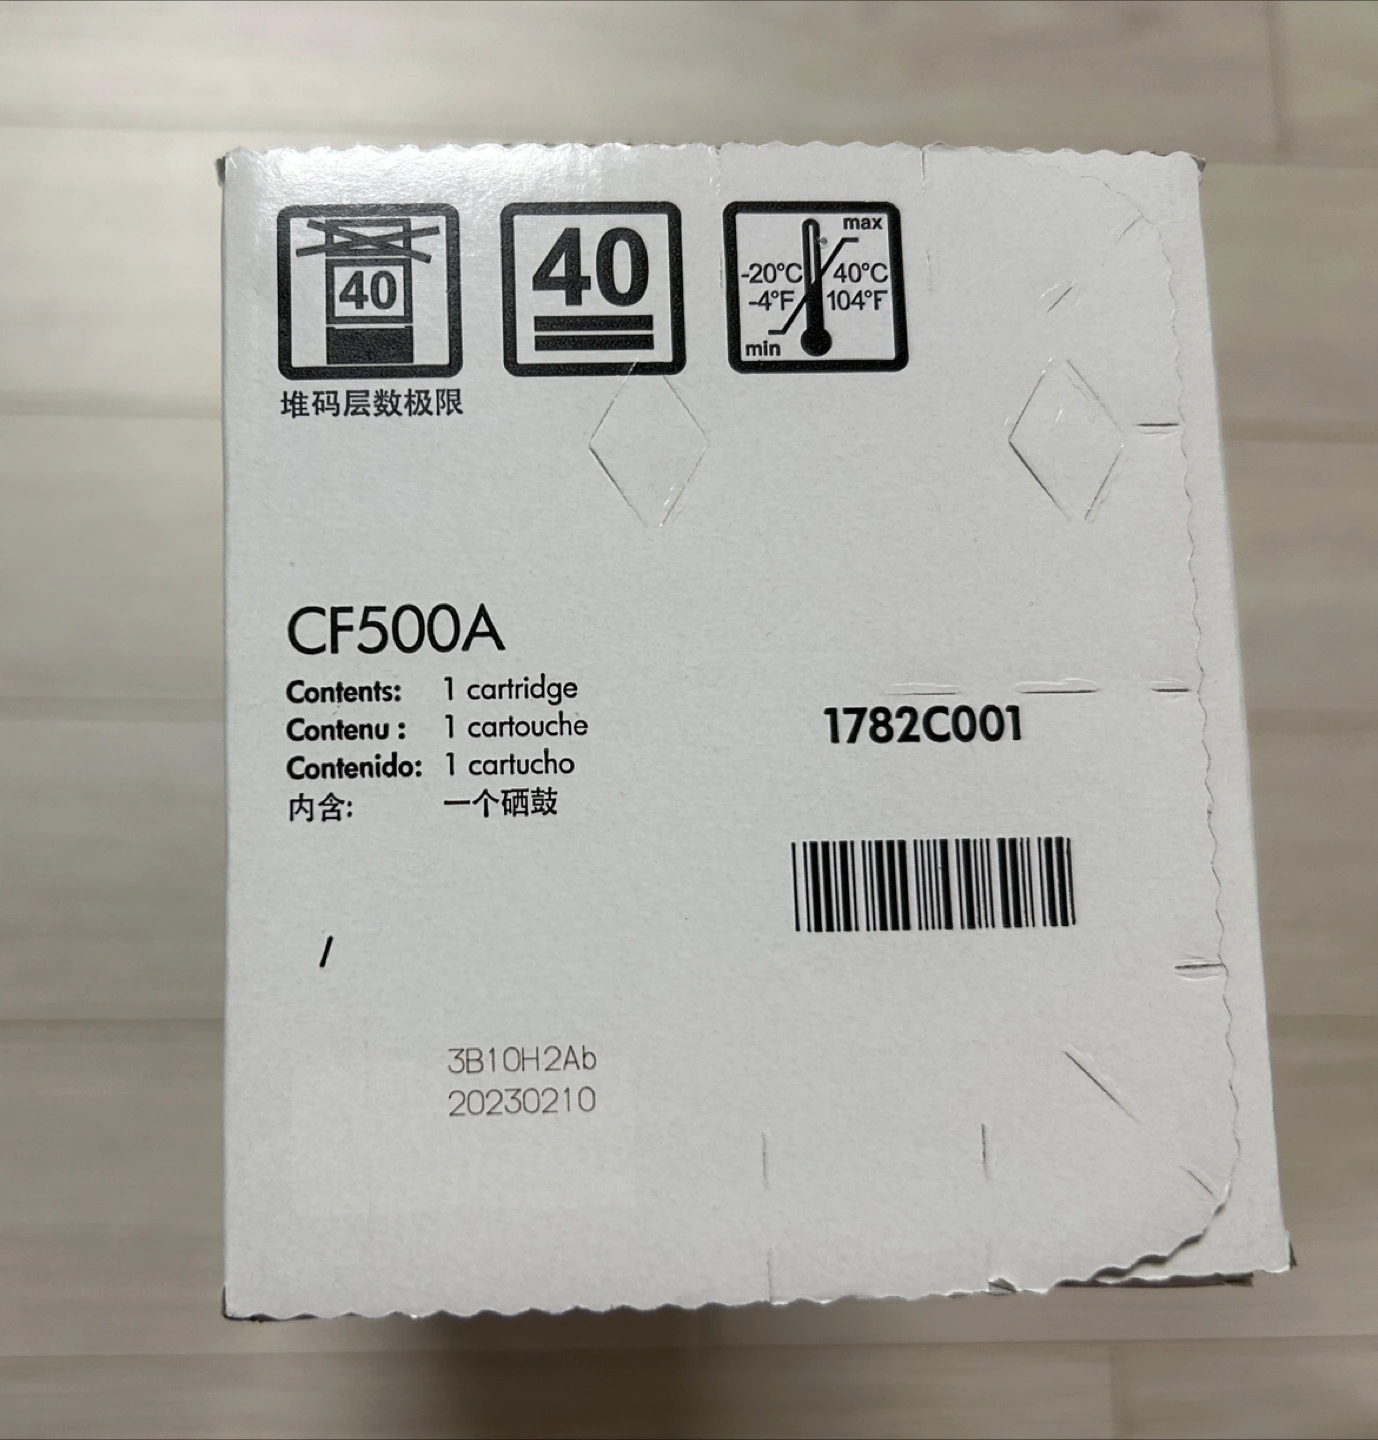 40
40
max
-20°C 40°C
-4°F 104°F
min
堆码层数极限
CF500A
Contents: 1 cartridge
Contenu : 1 cartouche
Contenido: 1 cartucho
内含: 一个硒鼓
1782C001
/
3B10H2Ab
20230210